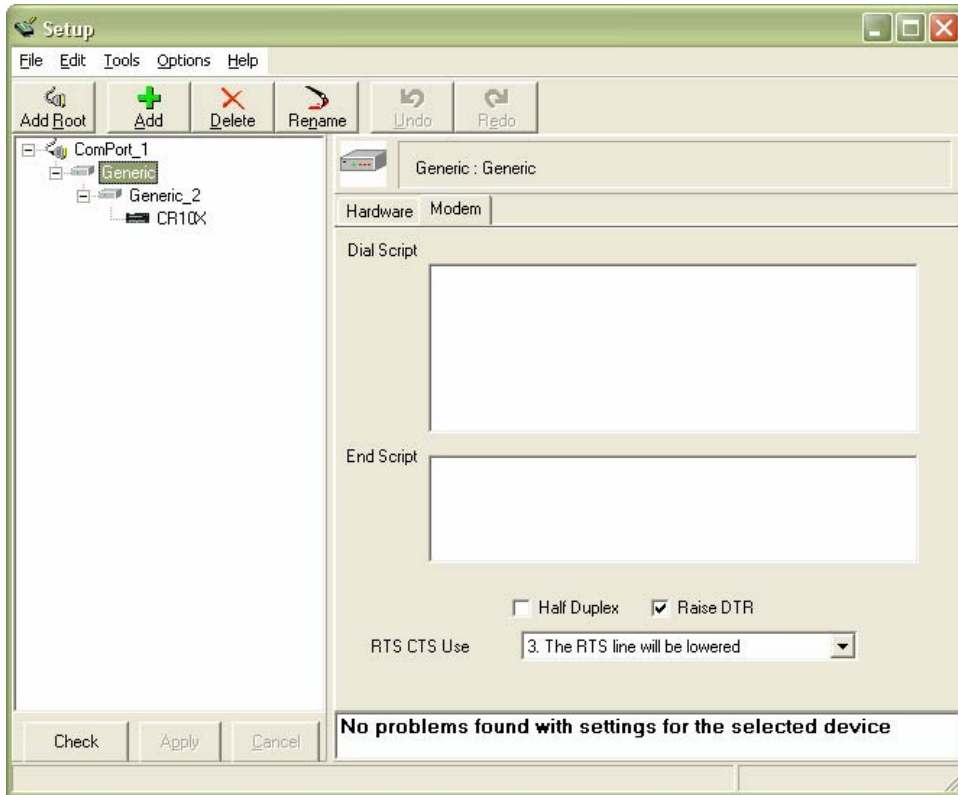 Setup
File Edit Tools Options Help
Add Root Add Delete Rename Undo Redo
ComPort_1
Generic
Generic_2
CR10X
Generic : Generic
Hardware Modem
Dial Script
End Script
Half Duplex Raise DTR
RTS CTS Use 3. The RTS line will be lowered
Check Apply Cancel
No problems found with settings for the selected device